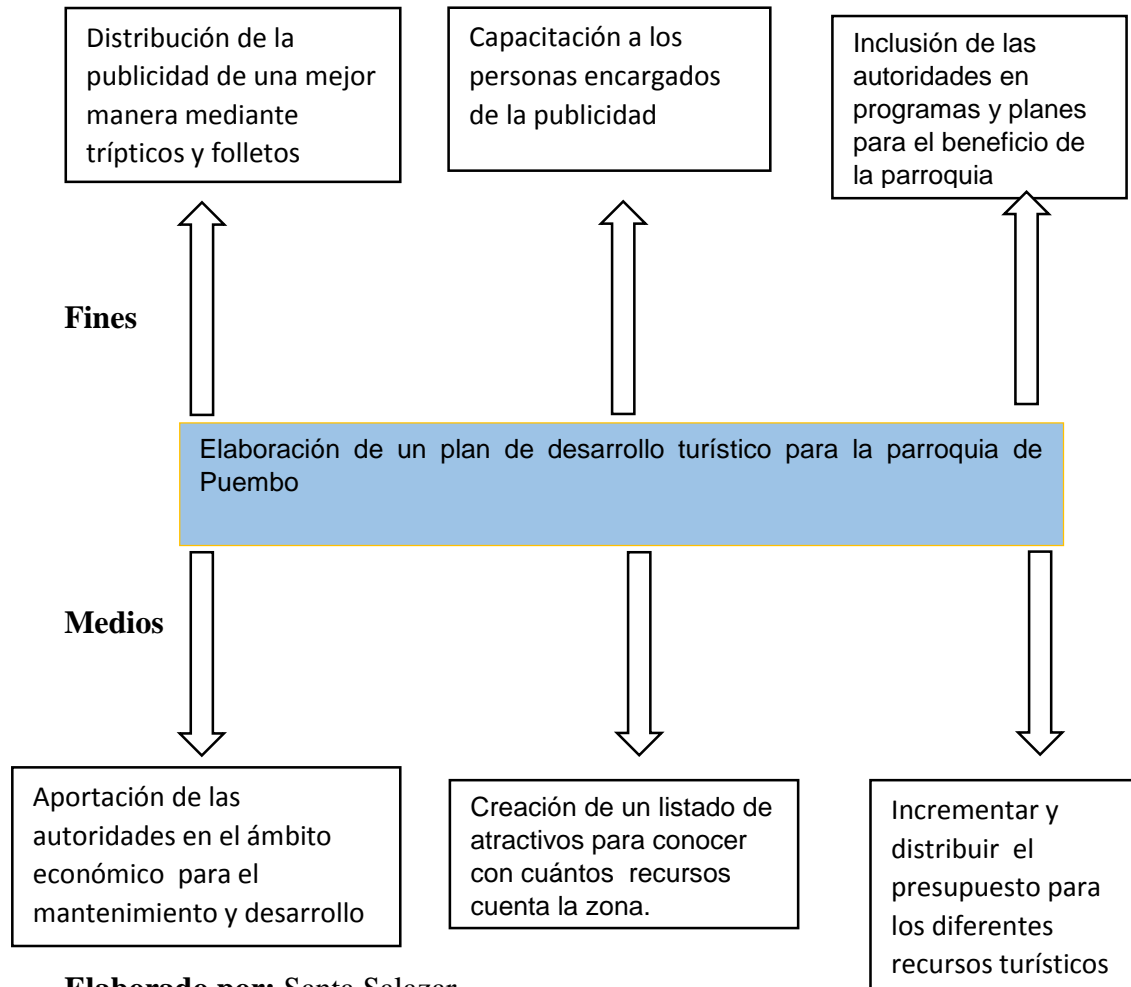 Distribución de la
publicidad de una mejor
manera mediante
trípticos y folletos
Capacitación a los
personas encargados
de la publicidad
Inclusión de las
autoridades en
programas y planes
para el beneficio de
la parroquia
Fines
Elaboración de un plan de desarrollo turístico para la parroquia de
Puembo
Medios
Aportación de las
autoridades en el ámbito
económico para el
mantenimiento y desarrollo
Creación de un listado de
atractivos para conocer
con cuántos recursos
cuenta la zona.
Incrementar y
distribuir el
presupuesto para
los diferentes
recursos turísticos
Elaborado por: Santa Salazar